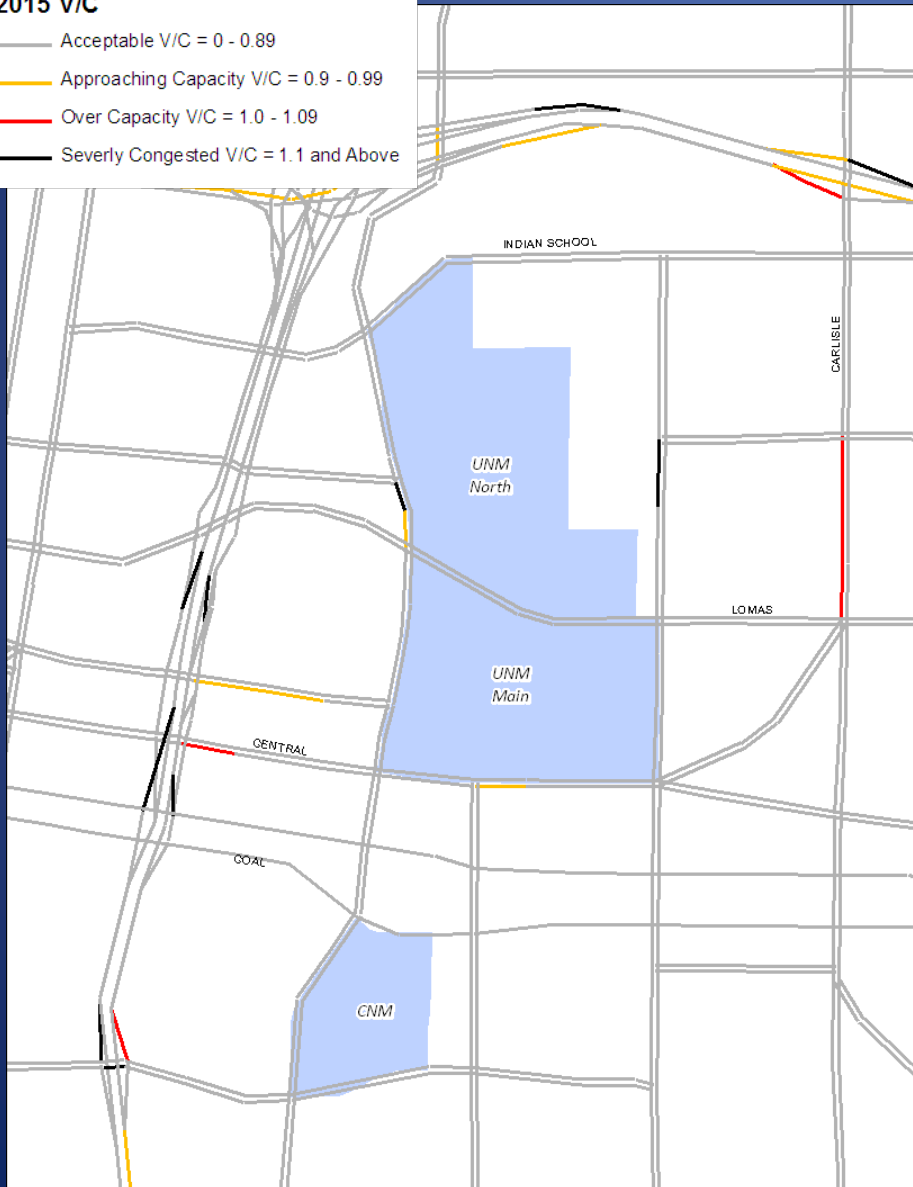 2015 V/C
Acceptable V/C = 0 - 0.89
Approaching Capacity V/C = 0.9 - 0.99
Over Capacity V/C = 1.0 - 1.09
Severly Congested V/C = 1.1 and Above
INDIAN SCHOOL
CARLISLE
UNM
North
LOMAS
UNM
Main
CENTRAL
COAL
CNM